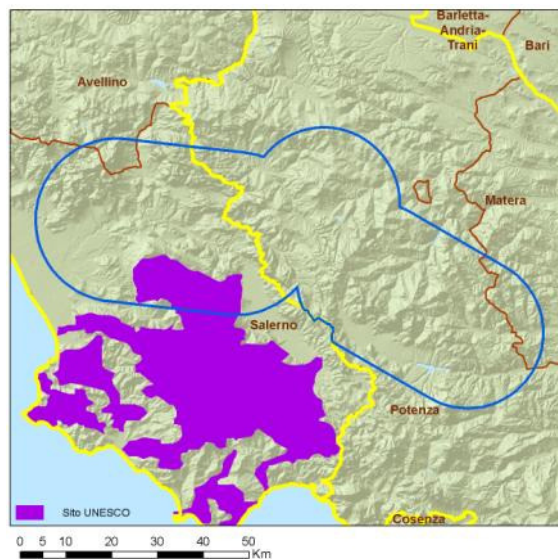 Barletta-
Andria-
Trani
Bari
Avellino
Matera
Salerno
Potenza
Cosenza
Sito UNESCO
0 5 10 20 30 40 50
Km